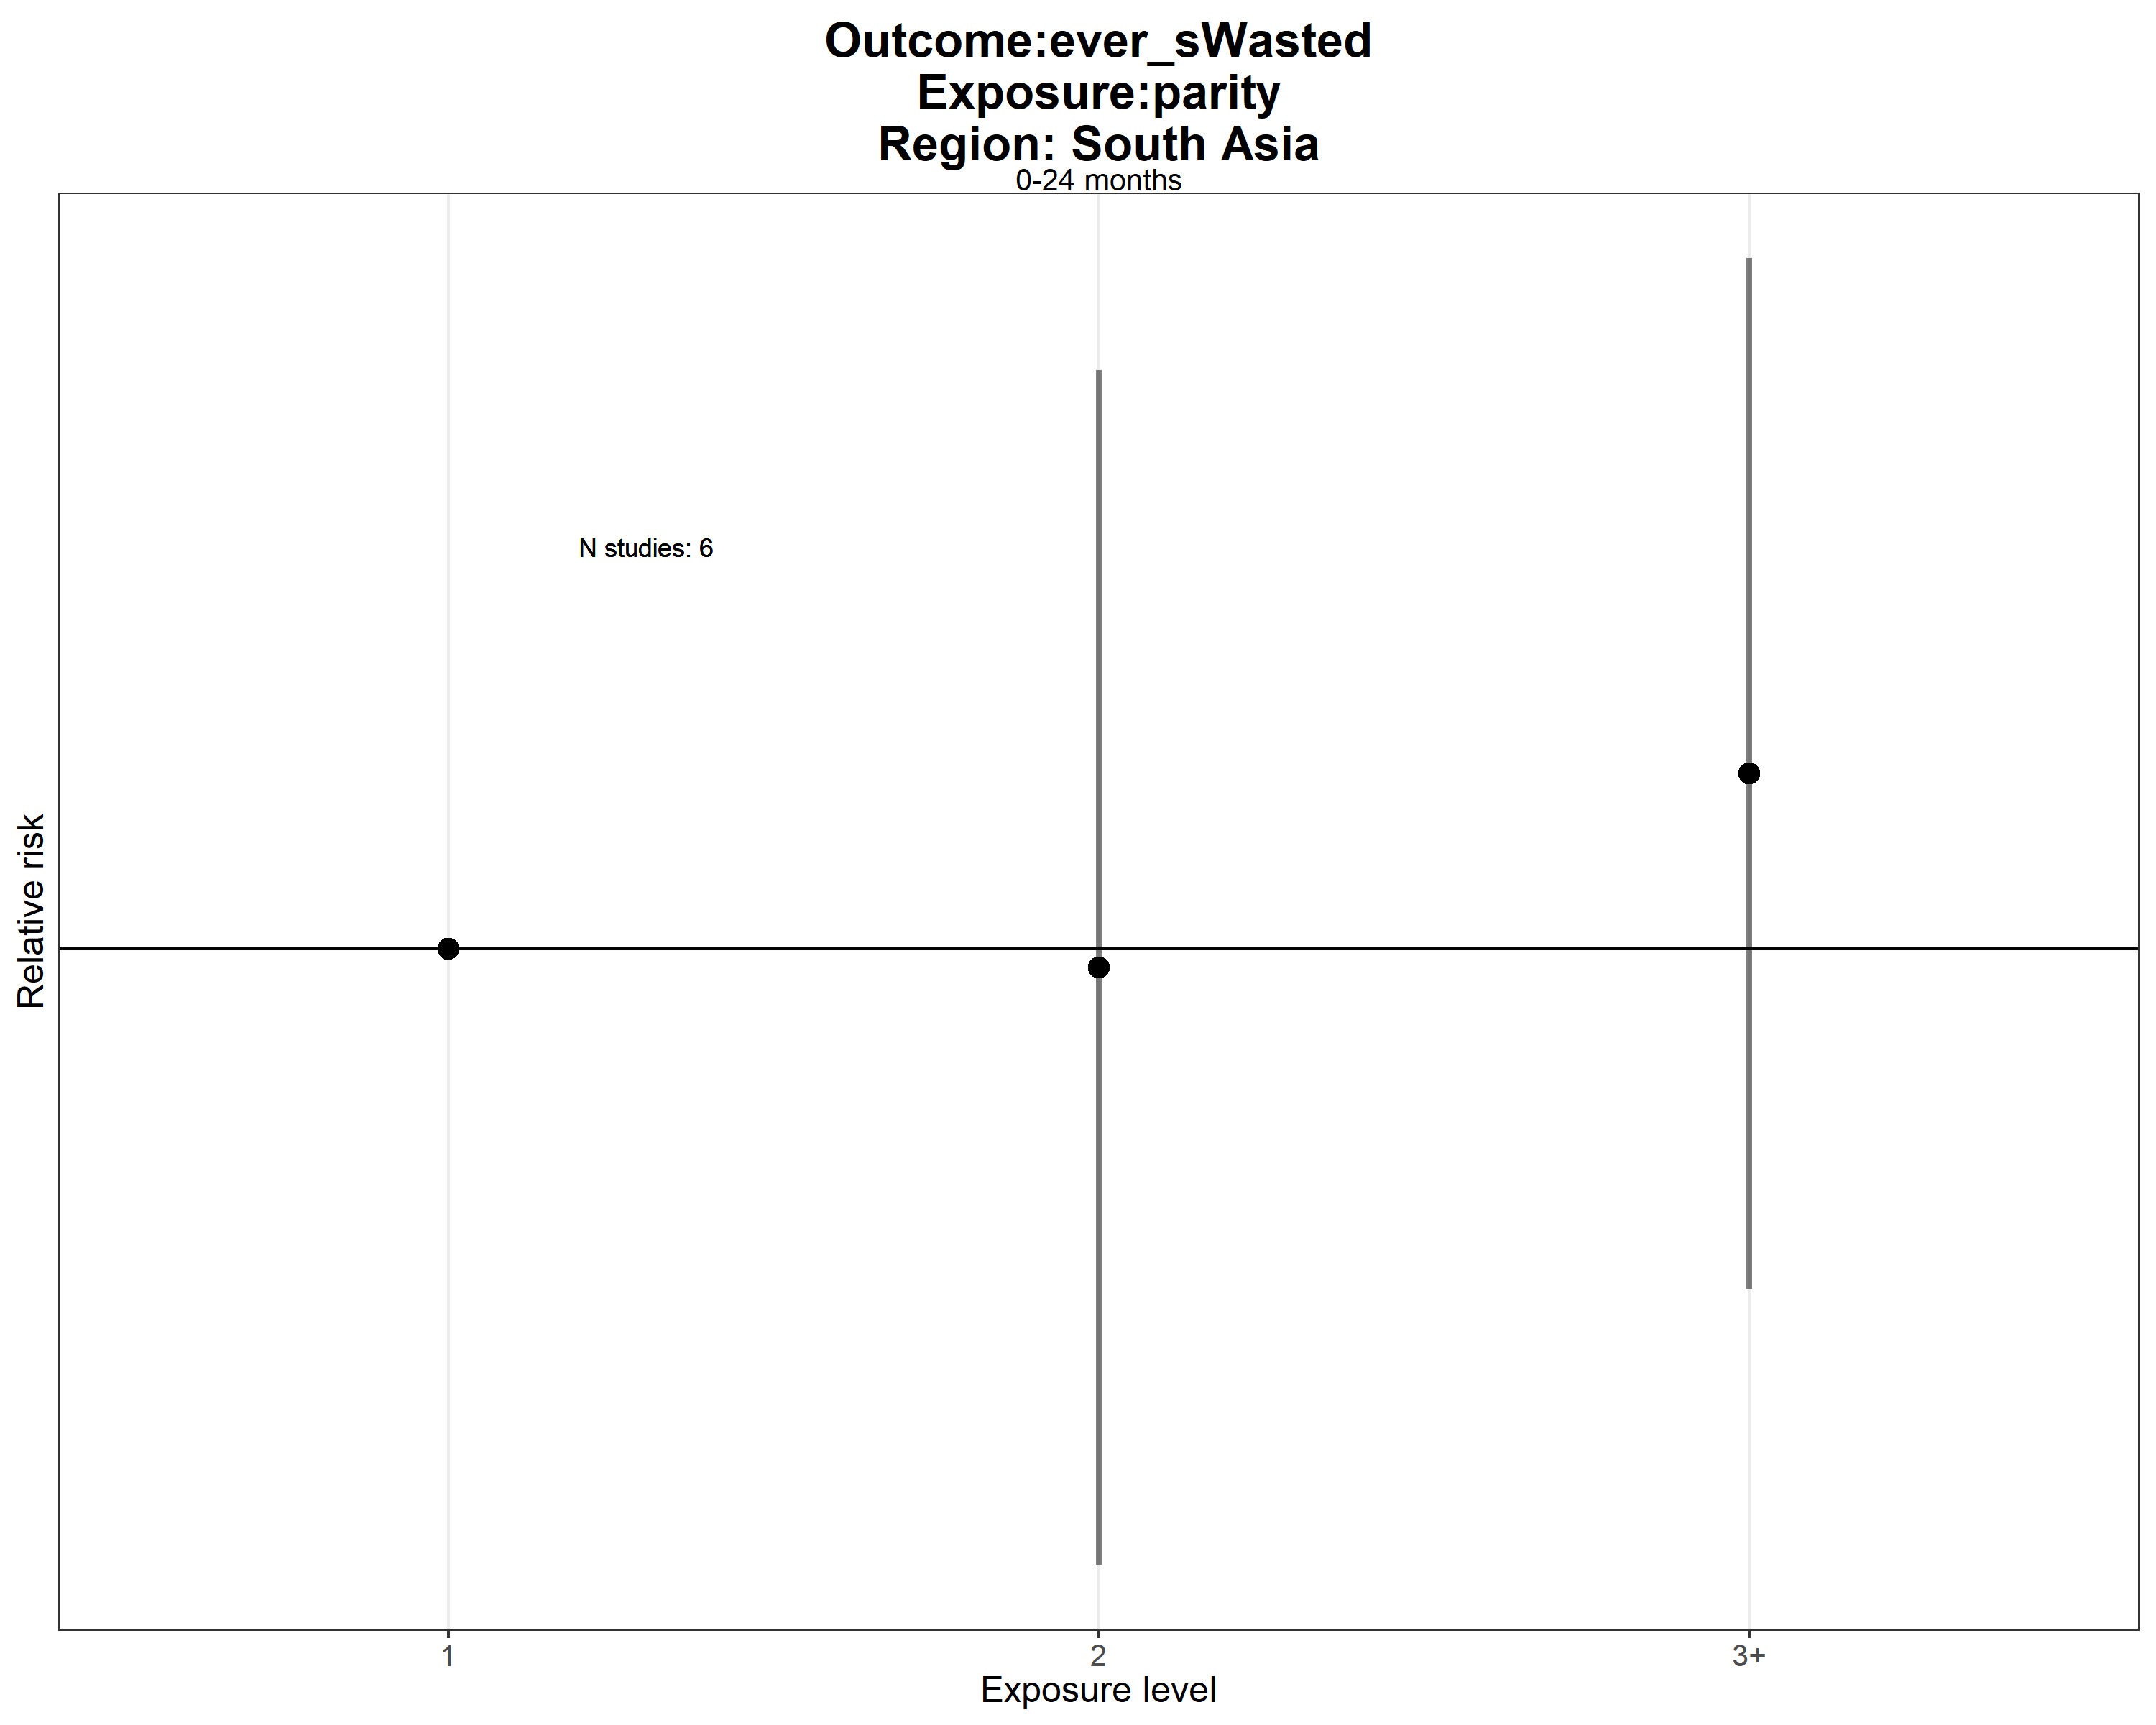 Outcome:ever_sWasted
Exposure:parity
Region: South Asia
0-24 months
N studies: 6
Relative risk
1
2
3+
Exposure level